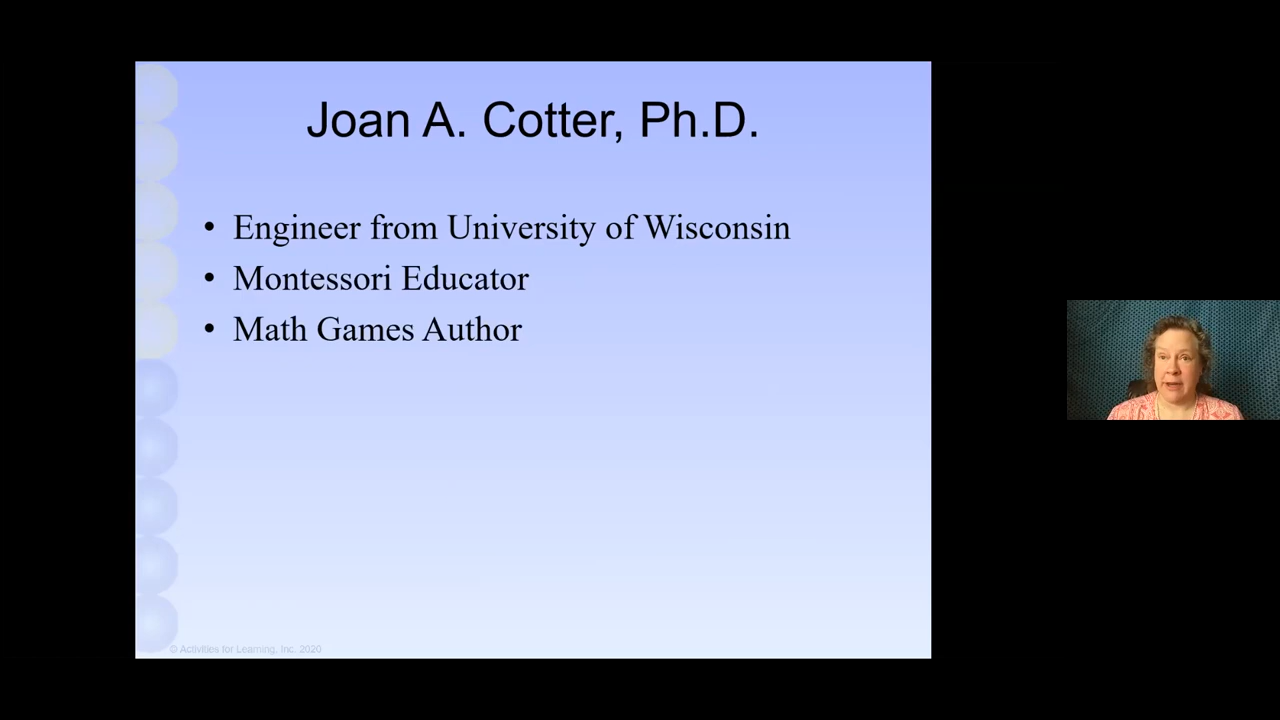 Joan A. Cotter, Ph.D.
• Engineer from University of Wisconsin
• Montessori Educator
• Math Games Author
© Activities for Learning, Inc. 2020